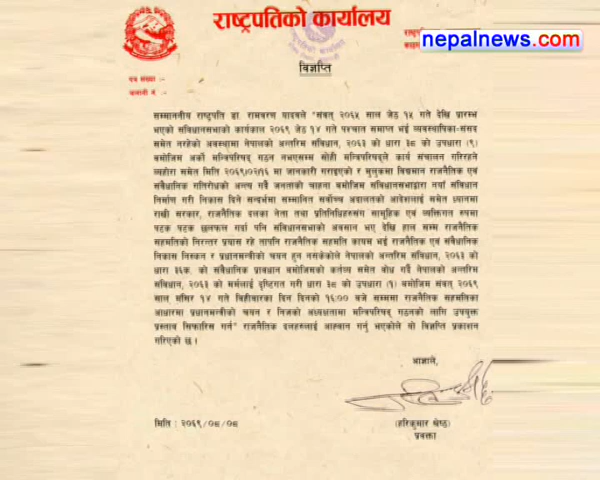 राष्ट्रपतिको कार्यालय
nepalnews.com
विज्ञप्ति
पत्र संख्या :-
चलानी नं. :-
सम्माननीय राष्ट्रपति डा. रामवरण यादवले "संवत् २०६५ साल जेठ १५ गते देखि प्रारम्भ
भएको संविधानसभाको कार्यकाल २०६९ जेठ १४ गते पश्चात समाप्त भई व्यवस्थापिका-संसद
समेत नरहेको अवस्थामा नेपालको अन्तरिम संविधान, २०६३ को धारा ३८ को उपधारा (९)
बमोजिम अर्को मन्त्रिपरिषद् गठन नभएसम्म सोही मन्त्रिपरिषद्ले कार्य संचालन गरिरहने
व्यहोरा समेत मिति २०६९/०२/१६ मा जानकारी गराइएको र मुलुकमा विद्यमान राजनैतिक एवं
संवैधानिक गतिरोधको अन्त्य गर्दै जनताको चाहना बमोजिम संविधानसभाद्वारा नयाँ संविधान
निर्माण गरी निकास दिने सन्दर्भमा सम्मानित सर्वोच्च अदालतको आदेशलाई समेत ध्यानमा
राखी सरकार, राजनैतिक दलका नेता तथा प्रतिनिधिहरुसंग सामूहिक एवं व्यक्तिगत रुपमा
पटक पटक छलफल गर्दा पनि संविधानसभाको अवसान भए देखि हाल सम्म राजनैतिक
सहमतिको निरन्तर प्रयास रहे तापनि राजनैतिक सहमति कायम भई राजनैतिक एवं संवैधानिक
निकास निस्कन र प्रधानमन्त्रीको चयन हुन नसकेकोले नेपालको अन्तरिम संविधान, २०६३ को
धारा ३६क. को संवैधानिक प्रावधान बमोजिमको कर्तव्य समेत बोध गर्दै नेपालको अन्तरिम
संविधान, २०६३ को मर्मलाई दृष्टिगत गरी धारा ३८ को उपधारा (१) बमोजिम संवत् २०६९
साल मंसिर १४ गते बिहीवारका दिन दिनको १६:०० बजे सम्ममा राजनैतिक सहमतिका
आधारमा प्रधानमन्त्रीको चयन र निजको अध्यक्षतामा मन्त्रिपरिषद् गठनको लागि उपयुक्त
प्रस्ताव सिफारिस गर्न" राजनैतिक दलहरुलाई आव्हान गर्नु भएकोले यो विज्ञप्ति प्रकाशन
गरिएको छ ।
आज्ञाले,
मिति : २०६९/०८/०८
(हरिकुमार श्रेष्ठ)
प्रवक्ता